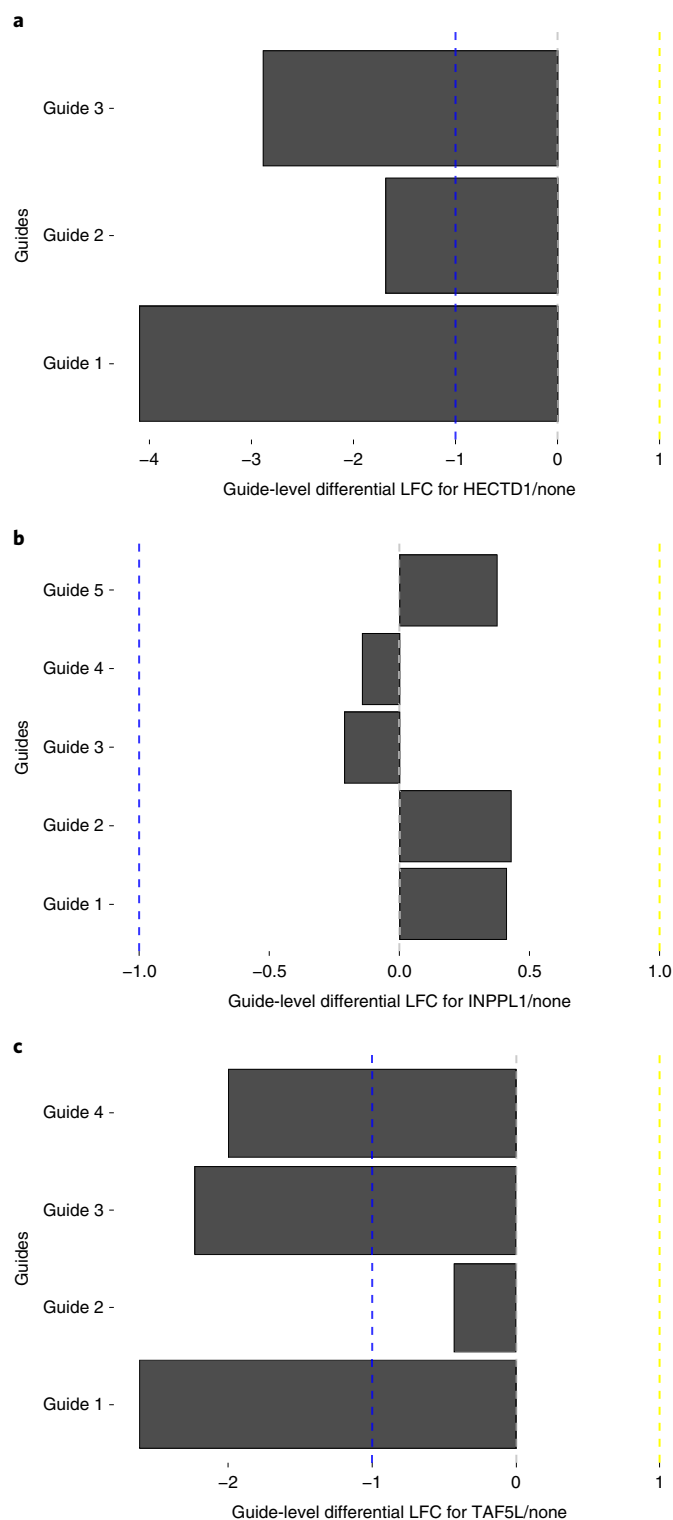 a
Guide 3
Guide 2
Guide 1
Guides
−4 −3 −2 −1 0 1
Guide-level differential LFC for HECTD1/none
b
Guide 5
Guide 4
Guide 3
Guide 2
Guide 1
Guides
−1.0 −0.5 0.0 0.5 1.0
Guide-level differential LFC for INPPL1/none
c
Guide 4
Guide 3
Guide 2
Guide 1
Guides
−2 −1 0 1
Guide-level differential LFC for TAF5L/none